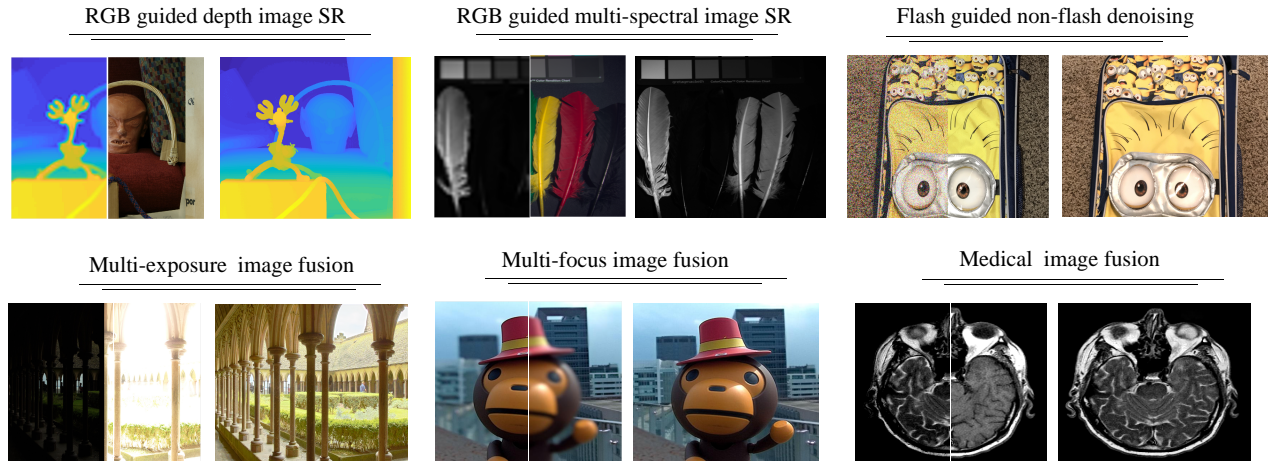 RGB guided depth image SR
RGB guided multi-spectral image SR
Flash guided non-flash denoising
por
Multi-exposure image fusion
Multi-focus image fusion
Medical image fusion